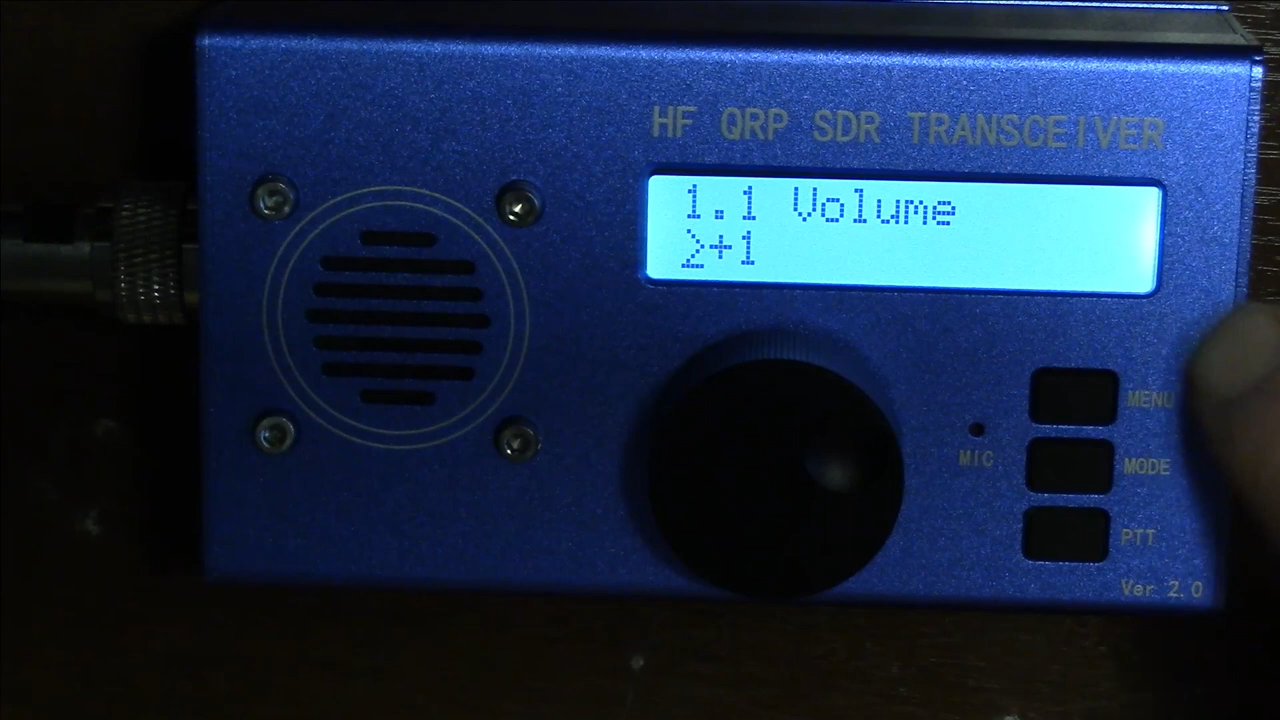 HF QRP SDR TRANSCEIVER
1.1 Volume
>+1
MENU
MIC
MODE
PTT
Ver 2.0